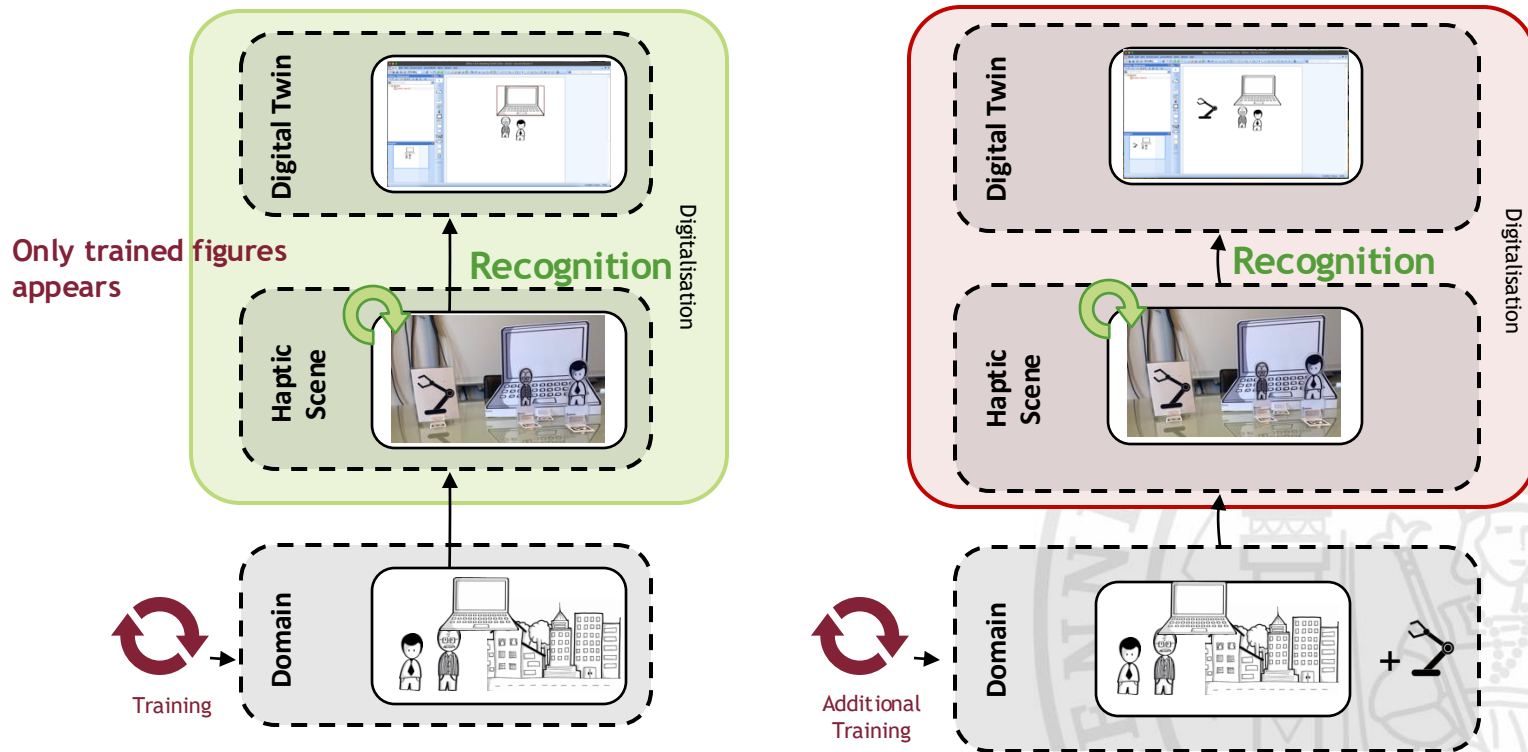 Digital Twin
Only trained figures
appears
Recognition
Digitalisation
Haptic
Scene
Domain
Training
Digital Twin
Recognition
Digitalisation
Haptic
Scene
Domain
+
Additional
Training